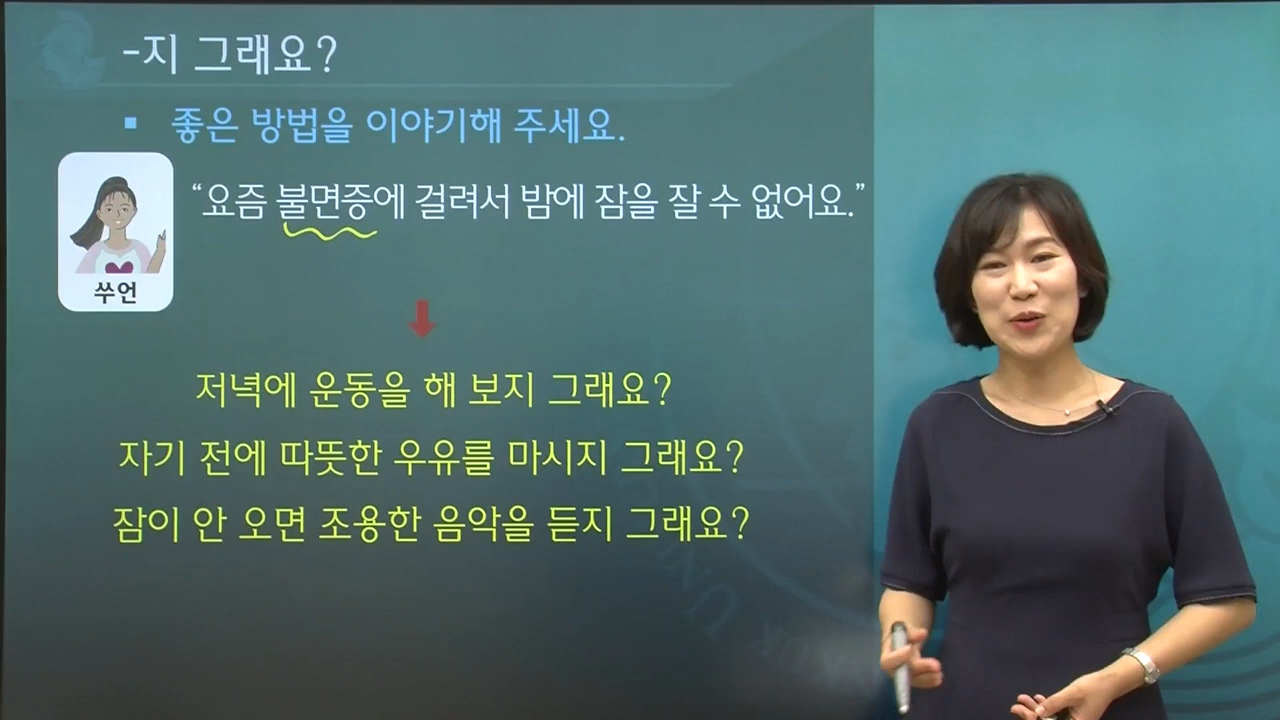 -지 그래요?
▪ 좋은 방법을 이야기해 주세요.
“요즘 불면증에 걸려서 밤에 잠을 잘 수 없어요.”
쑤언
저녁에 운동을 해 보지 그래요?
자기 전에 따뜻한 우유를 마시지 그래요?
잠이 안 오면 조용한 음악을 듣지 그래요?